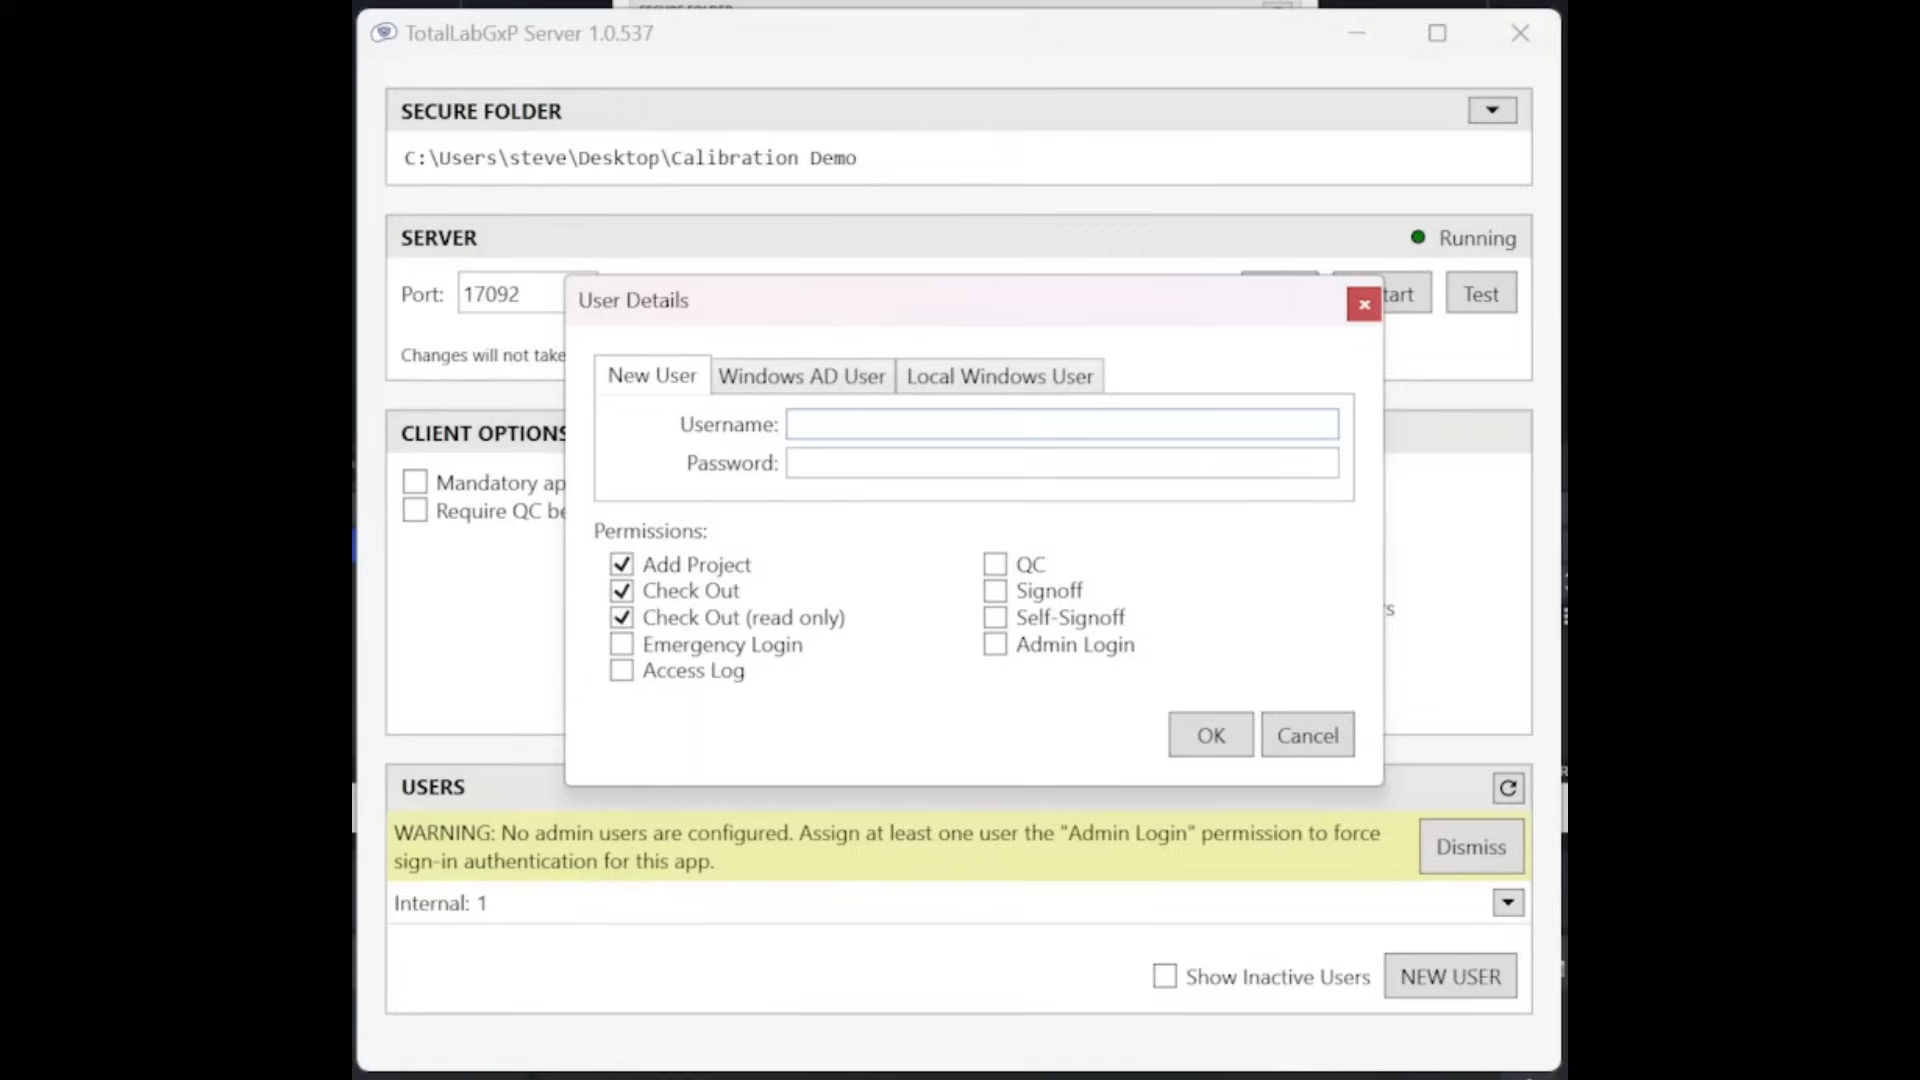 TotalLabGxP Server 1.0.537
SECURE FOLDER
C:\Users\steve\Desktop\Calibration Demo
SERVER
Running
Port: 17092
tart
Test
Changes will not take
User Details
New User
Windows AD User
Local Windows User
Username:
Password:
CLIENT OPTIONS
Mandatory ap
Require QC be
Permissions:
Add Project
Check Out
Check Out (read only)
Emergency Login
Access Log
QC
Signoff
Self-Signoff
Admin Login
s
OK
Cancel
USERS
WARNING: No admin users are configured. Assign at least one user the "Admin Login" permission to force
sign-in authentication for this app.
Dismiss
Internal: 1
Show Inactive Users
NEW USER